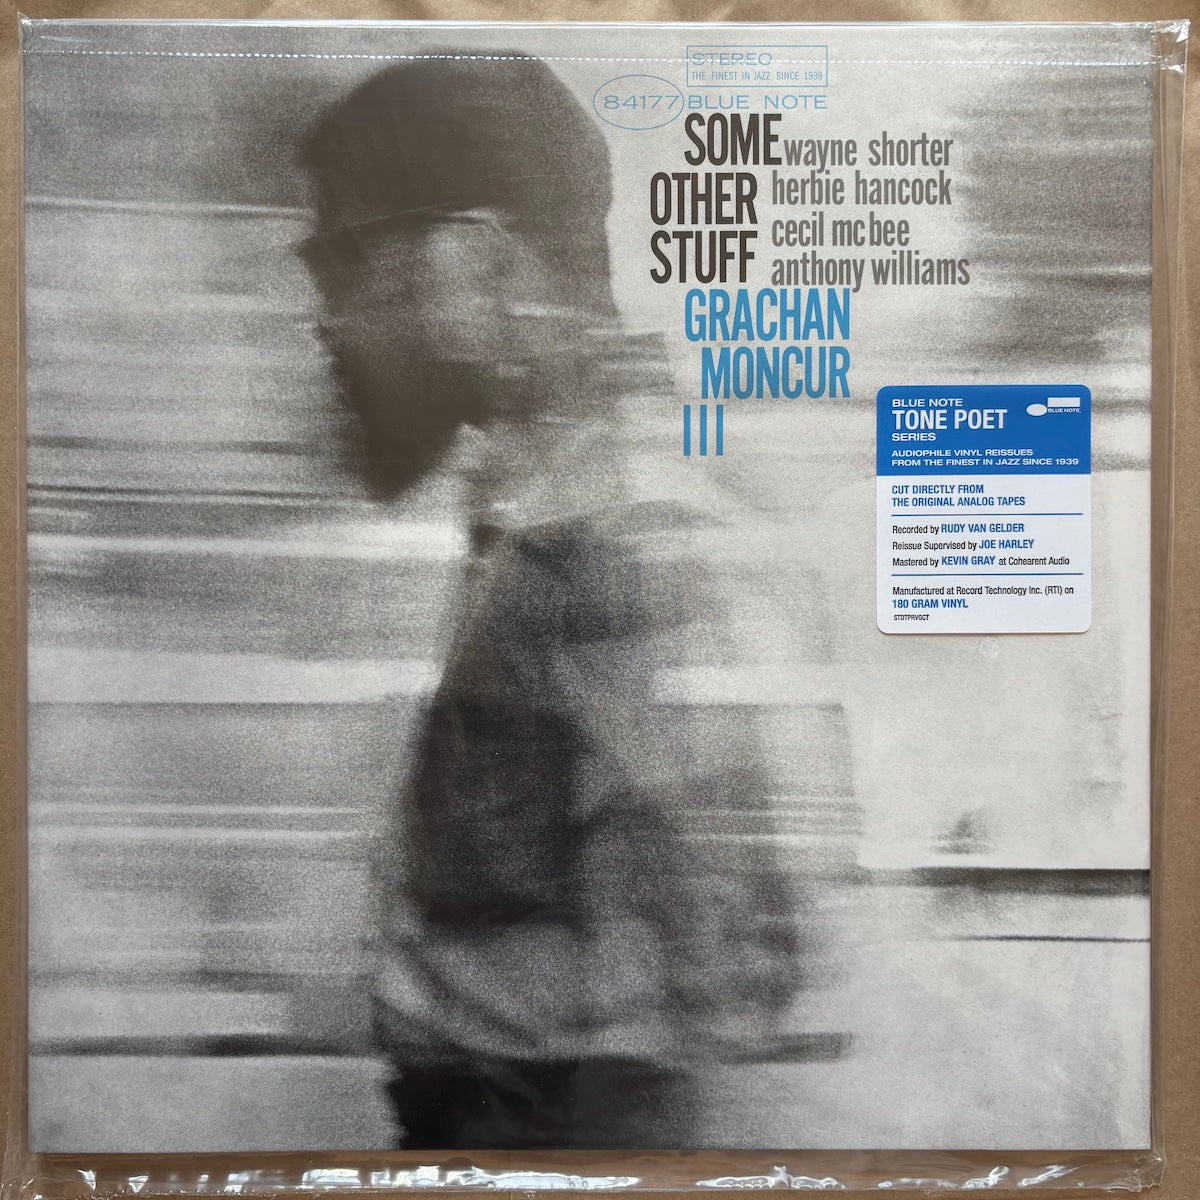 STEREO
THE FINEST IN JAZZ SINCE 1939
84177 BLUE NOTE
SOME wayne shorter
OTHER herbie hancock
STUFF cecil mc bee
anthony williams
GRACHAN
MONCUR
III
BLUE NOTE
TONE POET
SERIES
BLUE NOTE
AUDIOPHILE VINYL REISSUES
FROM THE FINEST IN JAZZ SINCE 1939
CUT DIRECTLY FROM
THE ORIGINAL ANALOG TAPES
Recorded by RUDY VAN GELDER
Reissue Supervised by JOE HARLEY
Mastered by KEVIN GRAY at Cohearent Audio
Manufactured at Record Technology Inc. (RTI) on
180 GRAM VINYL
STDTPRVGCT